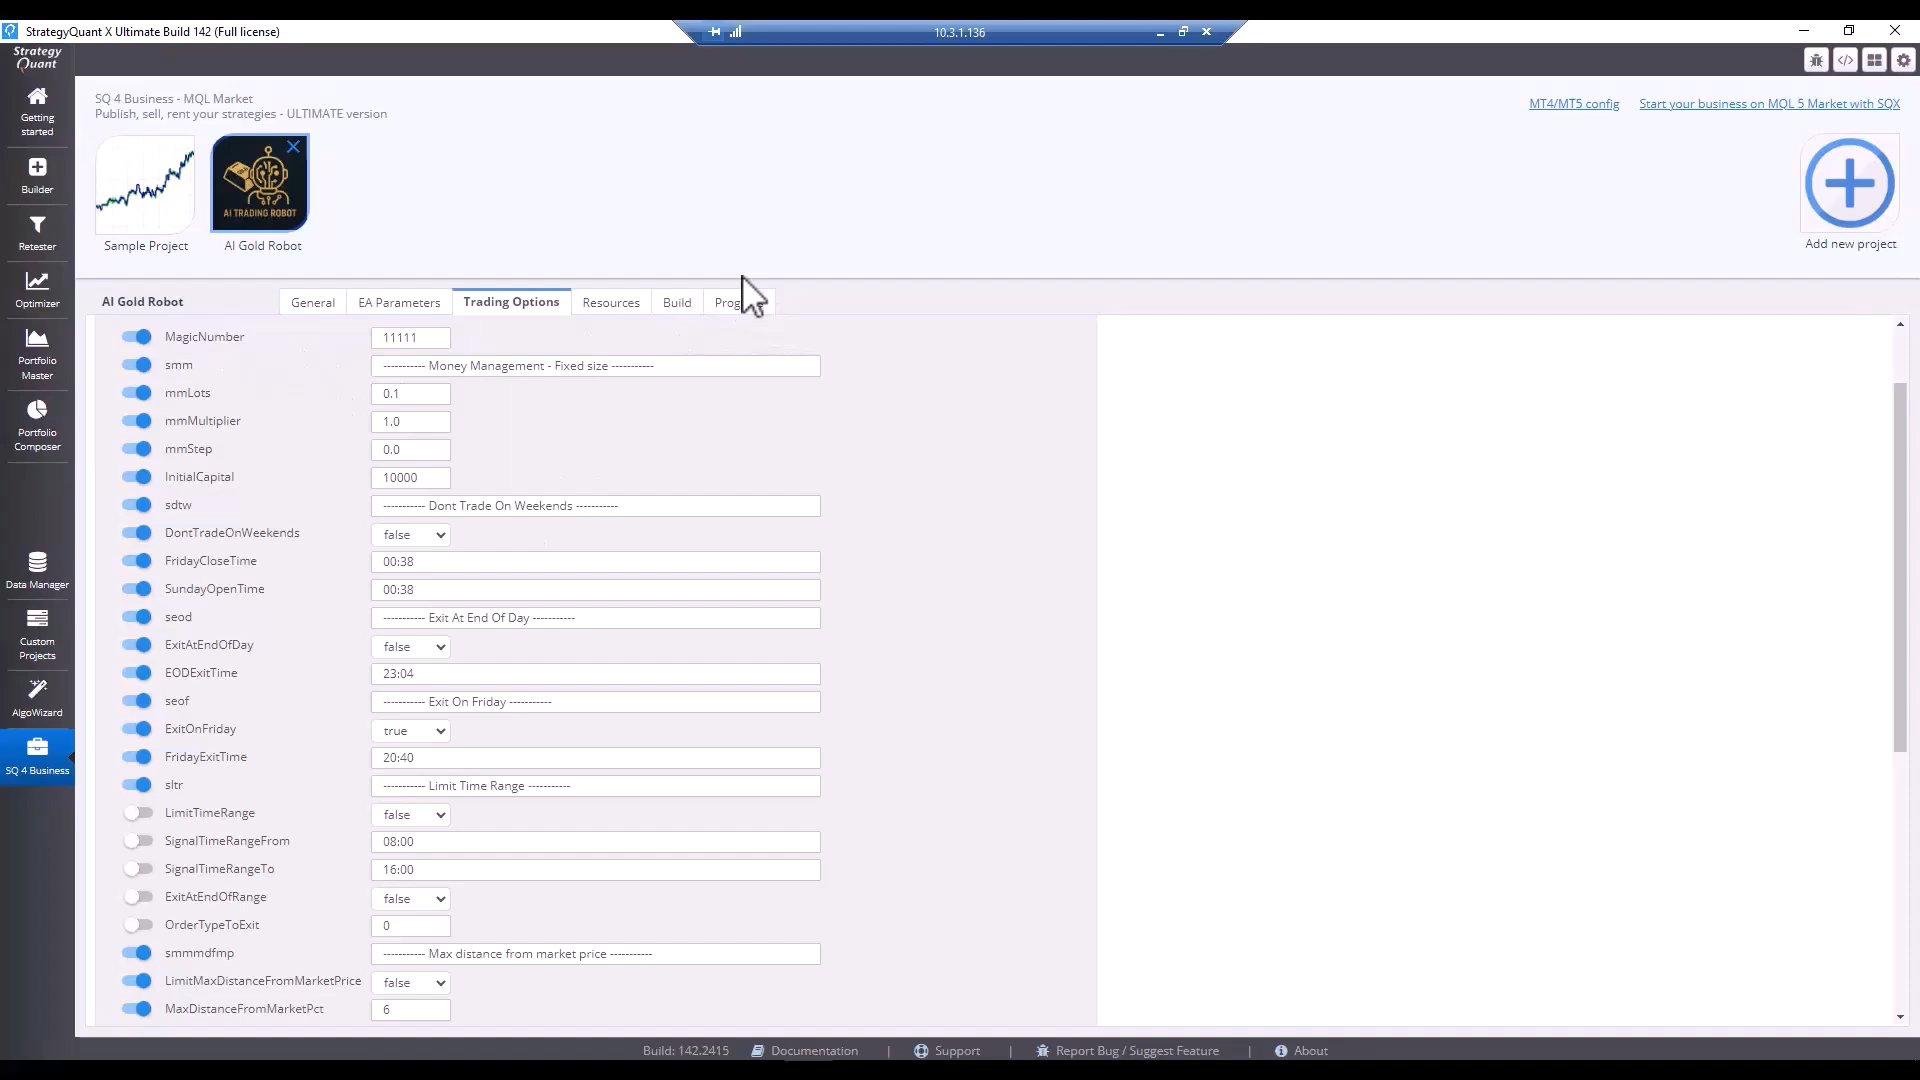 StrategyQuant X Ultimate Build 142 (Full license)
10.3.1.136
Strategy
Quant
Getting
started
Builder
Retester
Optimizer
Portfolio
Master
Portfolio
Composer
Data Manager
Custom
Projects
AlgoWizard
SQ 4 Business
SQ 4 Business - MQL Market
Publish, sell, rent your strategies - ULTIMATE version
MT4/MT5 config
Start your business on MQL 5 Market with SQX
AI TRADING ROBOT
Sample Project
AI Gold Robot
Add new project
AI Gold Robot
General
EA Parameters
Trading Options
Resources
Build
MagicNumber 11111
smm ----------- Money Management - Fixed size -----------
mmLots 0.1
mmMultiplier 1.0
mmStep 0.0
InitialCapital 10000
sdtw ----------- Dont Trade On Weekends -----------
DontTradeOnWeekends false
FridayCloseTime 00:38
SundayOpenTime 00:38
seod ----------- Exit At End Of Day -----------
ExitAtEndOfDay false
EODExitTime 23:04
seof ----------- Exit On Friday -----------
ExitOnFriday true
FridayExitTime 20:40
sltr ----------- Limit Time Range -----------
LimitTimeRange false
SignalTimeRangeFrom 08:00
SignalTimeRangeTo 16:00
ExitAtEndOfRange false
OrderTypeToExit 0
smmmdfmp ----------- Max distance from market price -----------
LimitMaxDistanceFromMarketPrice false
MaxDistanceFromMarketPct 6
Build: 142.2415
Documentation
|
Support
|
Report Bug / Suggest Feature
|
About